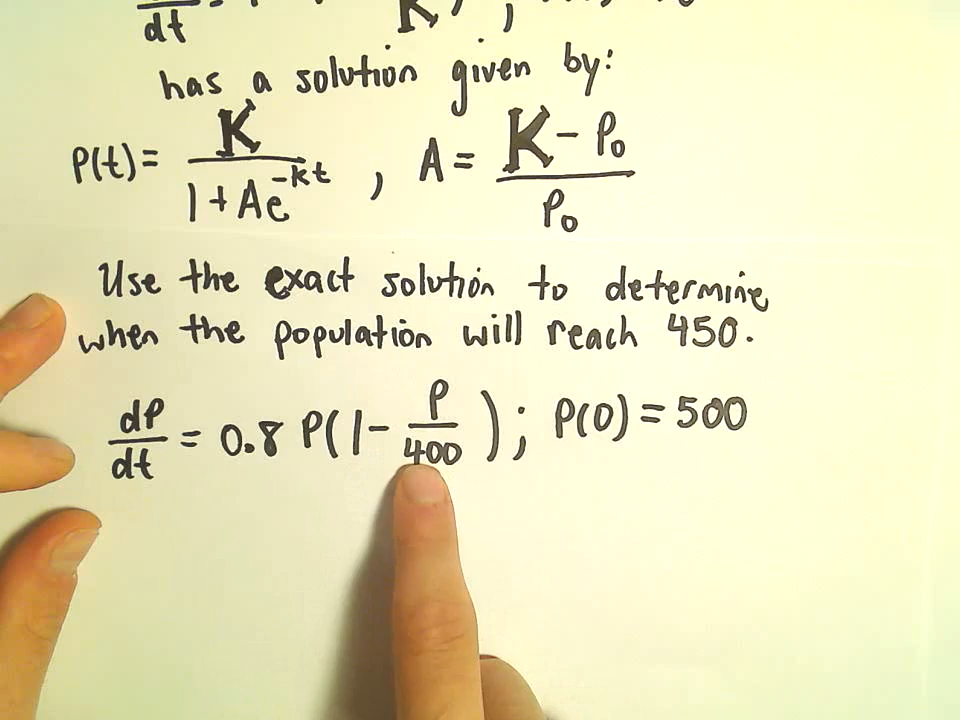 dt = K ;
has a solution given by:
P(t) = K / (1 + Ae^(-kt)) , A = (K - P₀) / P₀
Use the exact solution to determine
when the population will reach 450.
dP/dt = 0.8 P(1 - P/400) ; P(0) = 500